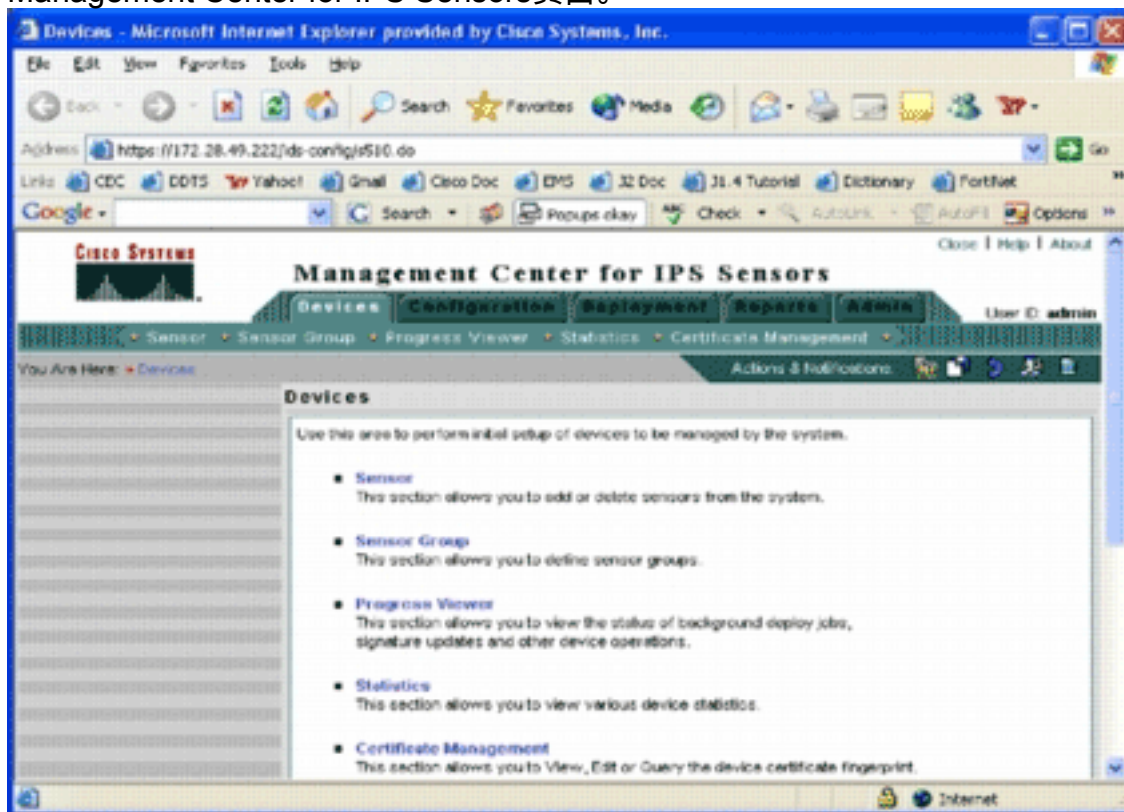 Management Center for IPS Sensors页面。
Devices - Microsoft Internet Explorer provided by Cisco Systems, Inc.
File Edit View Favorites Tools Help
Back Search Favorites Media
Address https://172.28.49.222/ids-config/s510.do Go
Links CEC DDTS Yahoo! Gmail Cisco Doc EMS 32 Doc 31.4 Tutorial Dictionary FortiNet »
Google Search Popups okay Check AutoLink AutoFill Options »
Close | Help | About
CISCO SYSTEMS
Management Center for IPS Sensors
Devices Configuration Deployment Reports Admin
User ID: admin
Sensor Sensor Group Progress Viewer Statistics Certificate Management
You Are Here: Devices
Actions & Notifications
Devices
Use this area to perform initial setup of devices to be managed by the system.
Sensor
This section allows you to add or delete sensors from the system.
Sensor Group
This section allows you to define sensor groups.
Progress Viewer
This section allows you to view the status of background deploy jobs,
signature updates and other device operations.
Statistics
This section allows you to view various device statistics.
Certificate Management
This section allows you to View, Edit or Query the device certificate fingerprint.
Internet